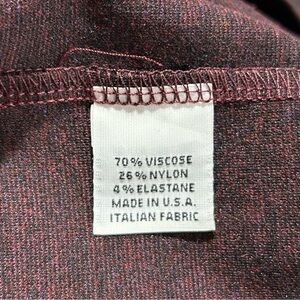 70% VISCOSE
26% NYLON
4% ELASTANE
MADE IN U.S.A.
ITALIAN FABRIC